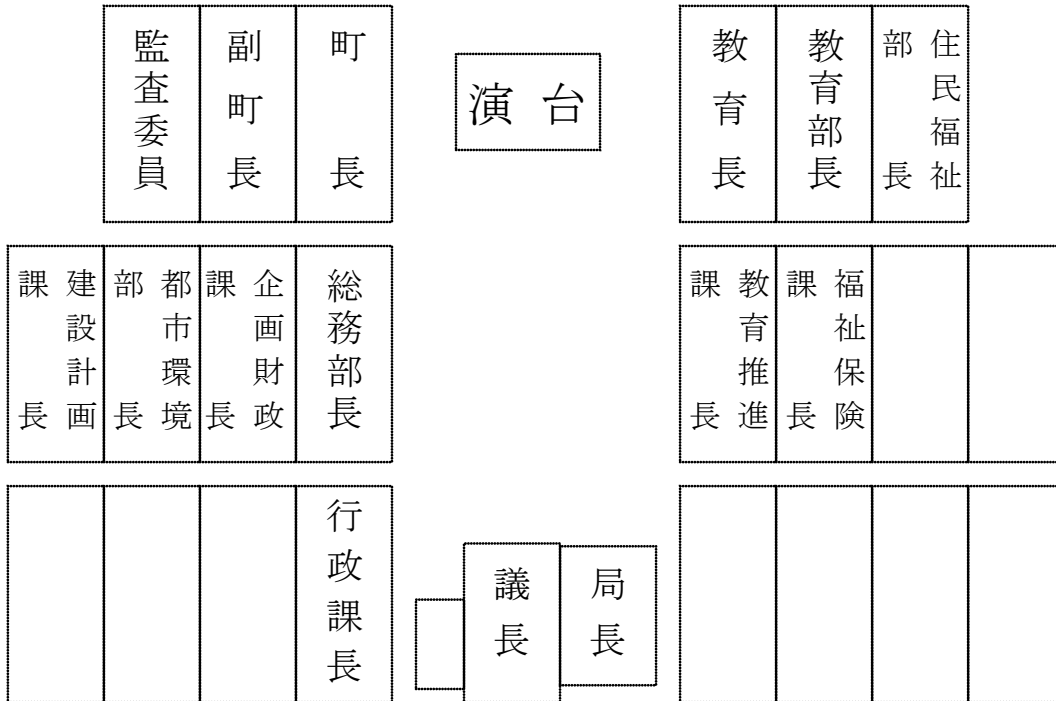 監査委員
副町長
町長
演台
教育長
教育部長
住民福祉部長
建設計画課長
都市環境部長
企画財政課長
総務部長
教育推進課長
福祉保険課長
行政課長
議長
局長